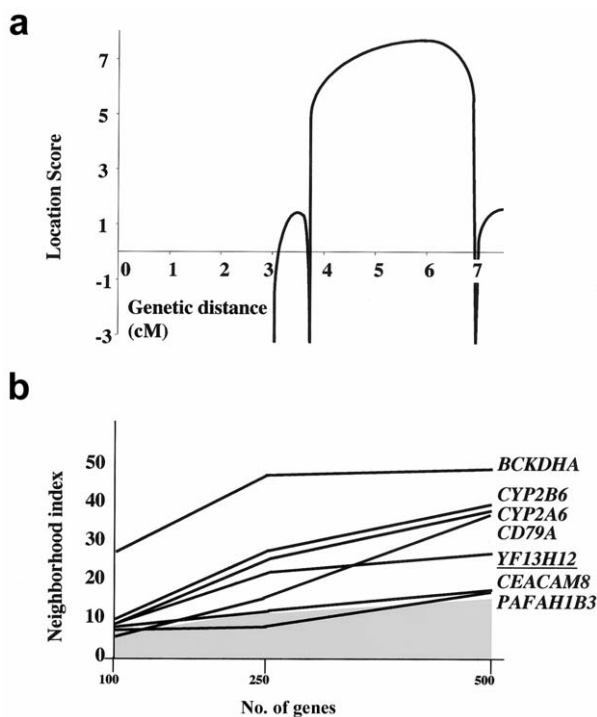 a
Location Score
7
5
3
1
-1
-3
0 1 2 3 4 5 6 7
Genetic distance
(cM)
b
Neighborhood index
50
40
30
20
10
0
BCKDHA
CYP2B6
CYP2A6
CD79A
YF13H12
CEACAM8
PAFAH1B3
100 250 500
No. of genes